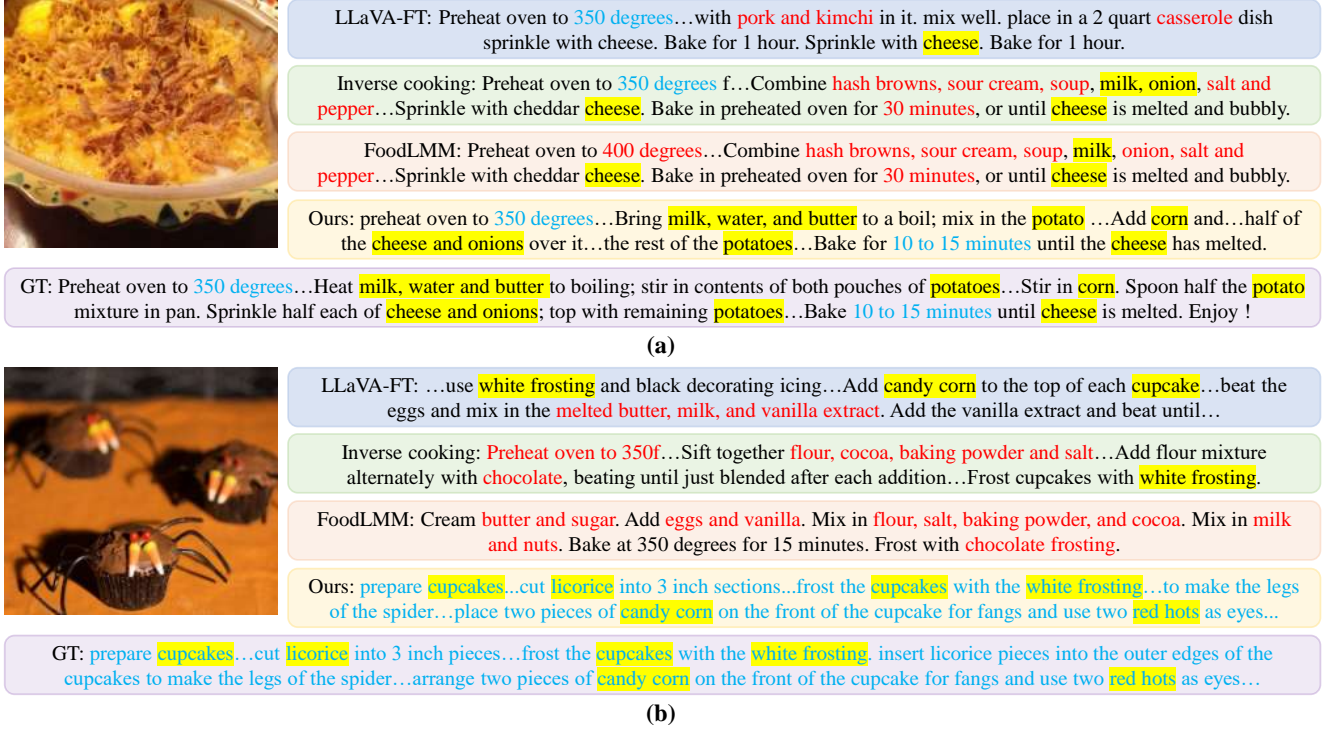 LLaVA-FT: Preheat oven to 350 degrees…with pork and kimchi in it. mix well. place in a 2 quart casserole dish
sprinkle with cheese. Bake for 1 hour. Sprinkle with cheese. Bake for 1 hour.
Inverse cooking: Preheat oven to 350 degrees f…Combine hash browns, sour cream, soup, milk, onion, salt and
pepper…Sprinkle with cheddar cheese. Bake in preheated oven for 30 minutes, or until cheese is melted and bubbly.
FoodLMM: Preheat oven to 400 degrees…Combine hash browns, sour cream, soup, milk, onion, salt and
pepper…Sprinkle with cheddar cheese. Bake in preheated oven for 30 minutes, or until cheese is melted and bubbly.
Ours: preheat oven to 350 degrees…Bring milk, water, and butter to a boil; mix in the potato …Add corn and…half of
the cheese and onions over it…the rest of the potatoes…Bake for 10 to 15 minutes until the cheese has melted.
GT: Preheat oven to 350 degrees…Heat milk, water and butter to boiling; stir in contents of both pouches of potatoes…Stir in corn. Spoon half the potato
mixture in pan. Sprinkle half each of cheese and onions; top with remaining potatoes…Bake 10 to 15 minutes until cheese is melted. Enjoy !
(a)
LLaVA-FT: …use white frosting and black decorating icing…Add candy corn to the top of each cupcake…beat the
eggs and mix in the melted butter, milk, and vanilla extract. Add the vanilla extract and beat until…
Inverse cooking: Preheat oven to 350f…Sift together flour, cocoa, baking powder and salt…Add flour mixture
alternately with chocolate, beating until just blended after each addition…Frost cupcakes with white frosting.
FoodLMM: Cream butter and sugar. Add eggs and vanilla. Mix in flour, salt, baking powder, and cocoa. Mix in milk
and nuts. Bake at 350 degrees for 15 minutes. Frost with chocolate frosting.
Ours: prepare cupcakes...cut licorice into 3 inch sections...frost the cupcakes with the white frosting…to make the legs
of the spider…place two pieces of candy corn on the front of the cupcake for fangs and use two red hots as eyes...
GT: prepare cupcakes…cut licorice into 3 inch pieces…frost the cupcakes with the white frosting. insert licorice pieces into the outer edges of the
cupcakes to make the legs of the spider…arrange two pieces of candy corn on the front of the cupcake for fangs and use two red hots as eyes…
(b)